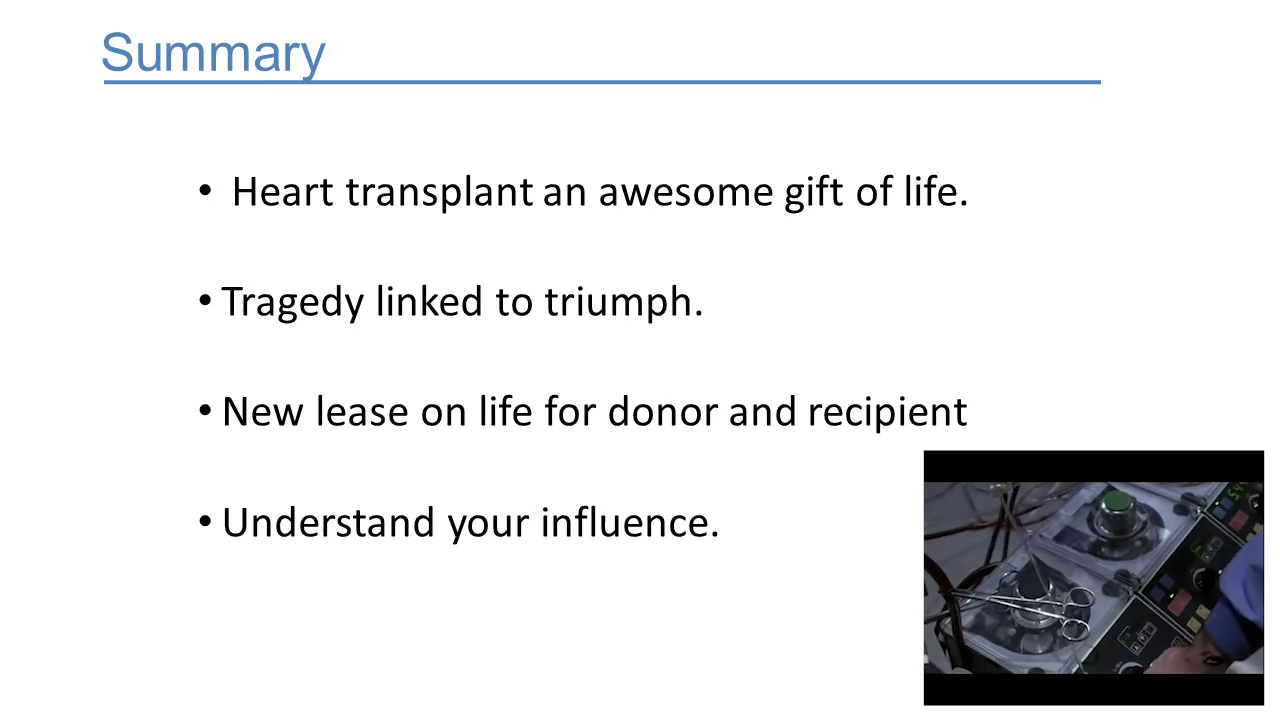 Summary
• Heart transplant an awesome gift of life.
• Tragedy linked to triumph.
• New lease on life for donor and recipient
• Understand your influence.